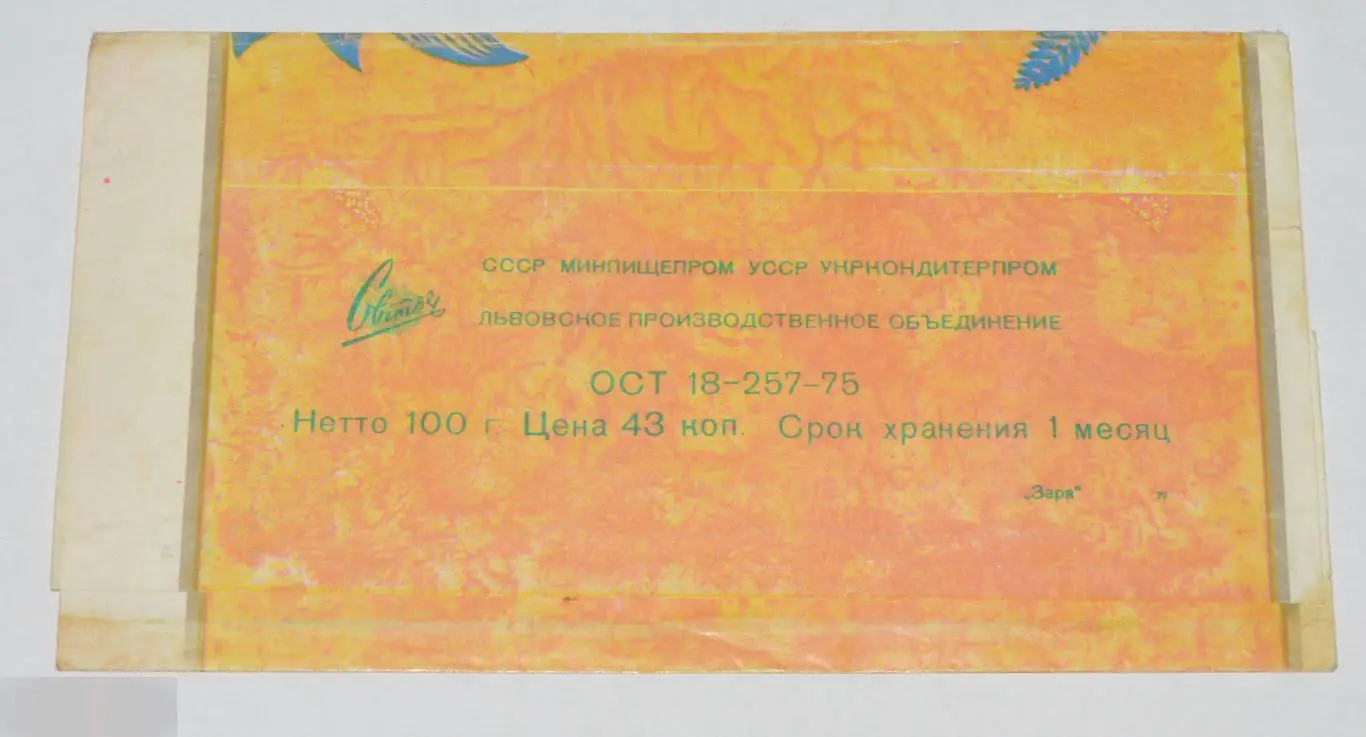 Світоч
СССР МИНПИЩЕПРОМ УССР УКРКОНДИТЕРПРОМ
ЛЬВОВСКОЕ ПРОИЗВОДСТВЕННОЕ ОБЪЕДИНЕНИЕ
ОСТ 18-257-75
Нетто 100 г. Цена 43 коп. Срок хранения 1 месяц
„Заря"